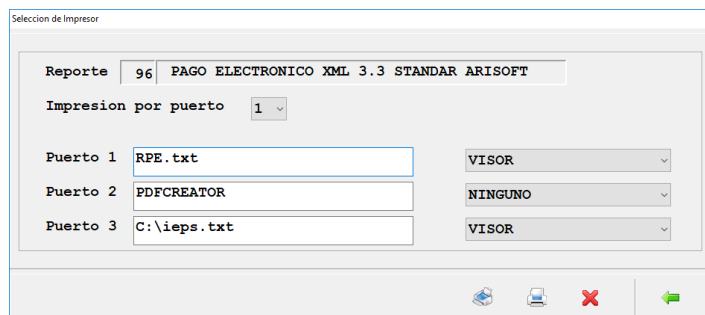 Seleccion de Impresor
Reporte 96 PAGO ELECTRONICO XML 3.3 STANDAR ARISOFT
Impresion por puerto 1
Puerto 1 RPE.txt VISOR
Puerto 2 PDFCREATOR NINGUNO
Puerto 3 C:\ieps.txt VISOR